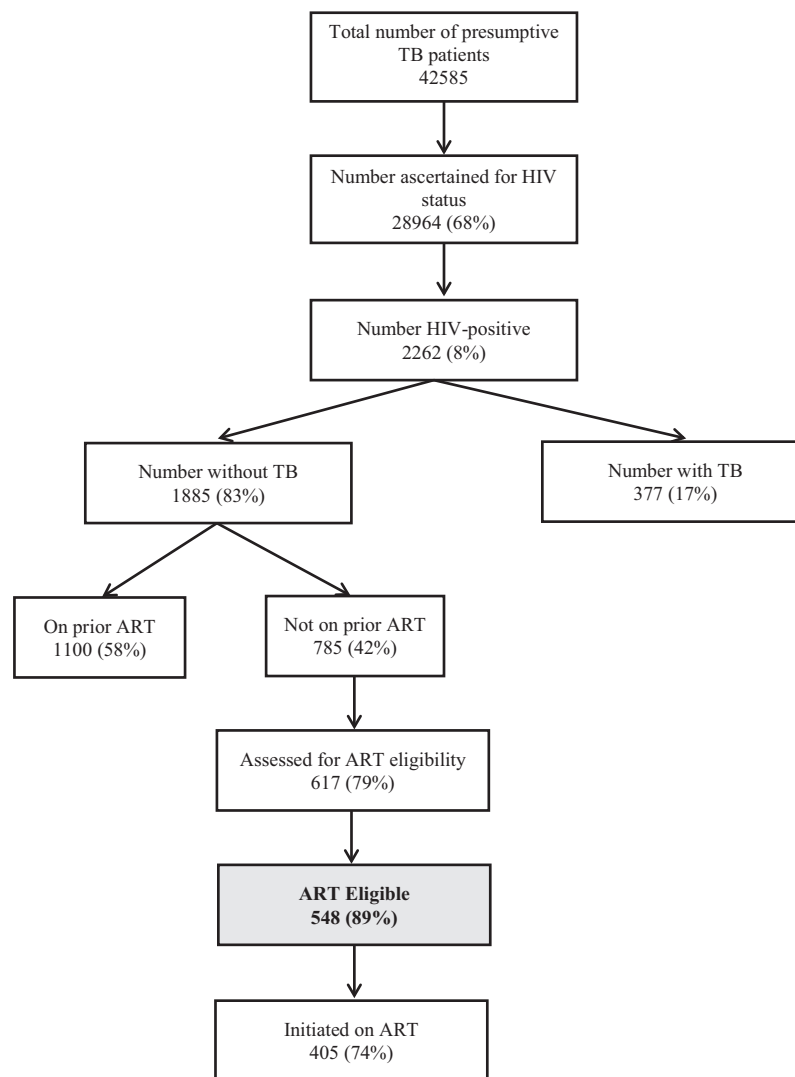 Total number of presumptive
TB patients
42585
Number ascertained for HIV
status
28964 (68%)
Number HIV-positive
2262 (8%)
Number without TB
1885 (83%)
Number with TB
377 (17%)
On prior ART
1100 (58%)
Not on prior ART
785 (42%)
Assessed for ART eligibility
617 (79%)
ART Eligible
548 (89%)
Initiated on ART
405 (74%)